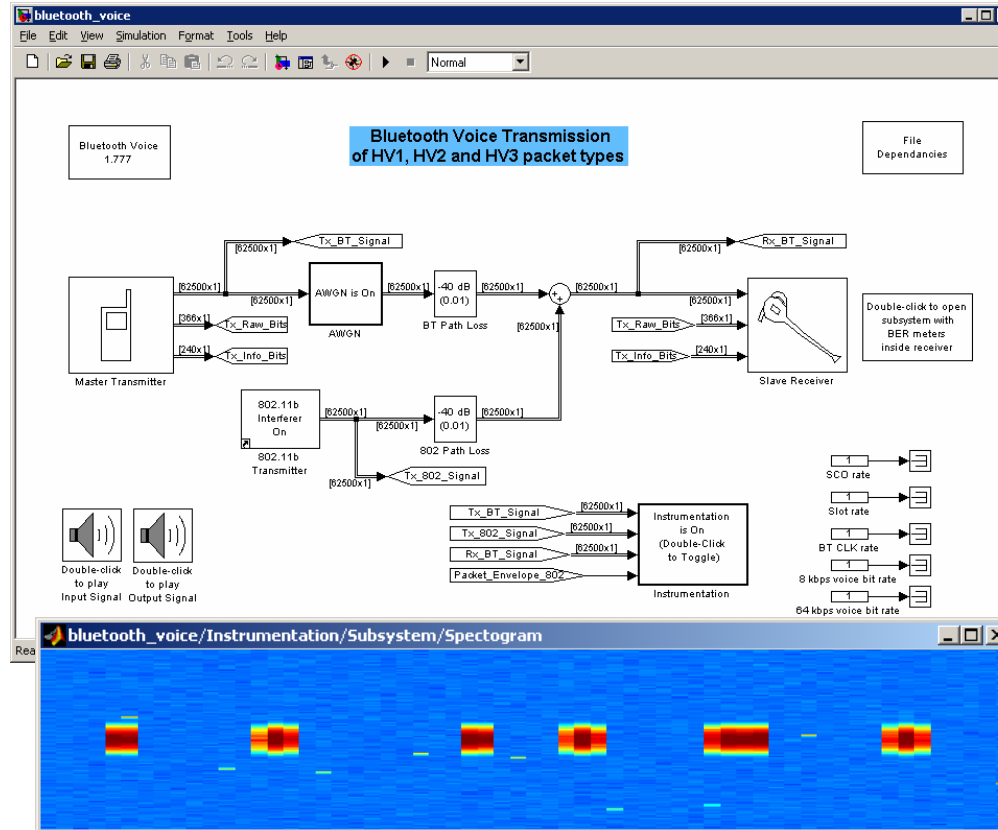 bluetooth_voice
File Edit View Simulation Format Tools Help
Normal
Bluetooth Voice
1.777
Bluetooth Voice Transmission
of HV1, HV2 and HV3 packet types
File
Dependancies
Tx_BT_Signal
[62500x1]
Rx_BT_Signal
[62500x1]
[62500x1]
[62500x1]
AWGN is On
AWGN
[62500x1]
-40 dB
(0.01)
BT Path Loss
[62500x1]
[62500x1]
[62500x1]
[62500x1]
[366x1]
Tx_Raw_Bits
[240x1]
Tx_Info_Bits
Master Transmitter
Tx_Raw_Bits
[366x1]
Tx_Info_Bits
[240x1]
Slave Receiver
Double-click to open
subsystem with
BER meters
inside receiver
802.11b
Interferer
On
802.11b
Transmitter
[62500x1]
[62500x1]
-40 dB
(0.01)
802 Path Loss
[62500x1]
[62500x1]
Tx_802_Signal
[62500x1]
1
SCO rate
1
Slot rate
1
BT CLK rate
1
8 kbps voice bit rate
1
64 kbps voice bit rate
Tx_BT_Signal
[62500x1]
Tx_802_Signal
[62500x1]
Rx_BT_Signal
[62500x1]
Packet_Envelope_802
Instrumentation
is On
(Double-Click
to Toggle)
Instrumentation
Double-click
to play
Input Signal
Double-click
to play
Output Signal
Rea
bluetooth_voice/Instrumentation/Subsystem/Spectogram